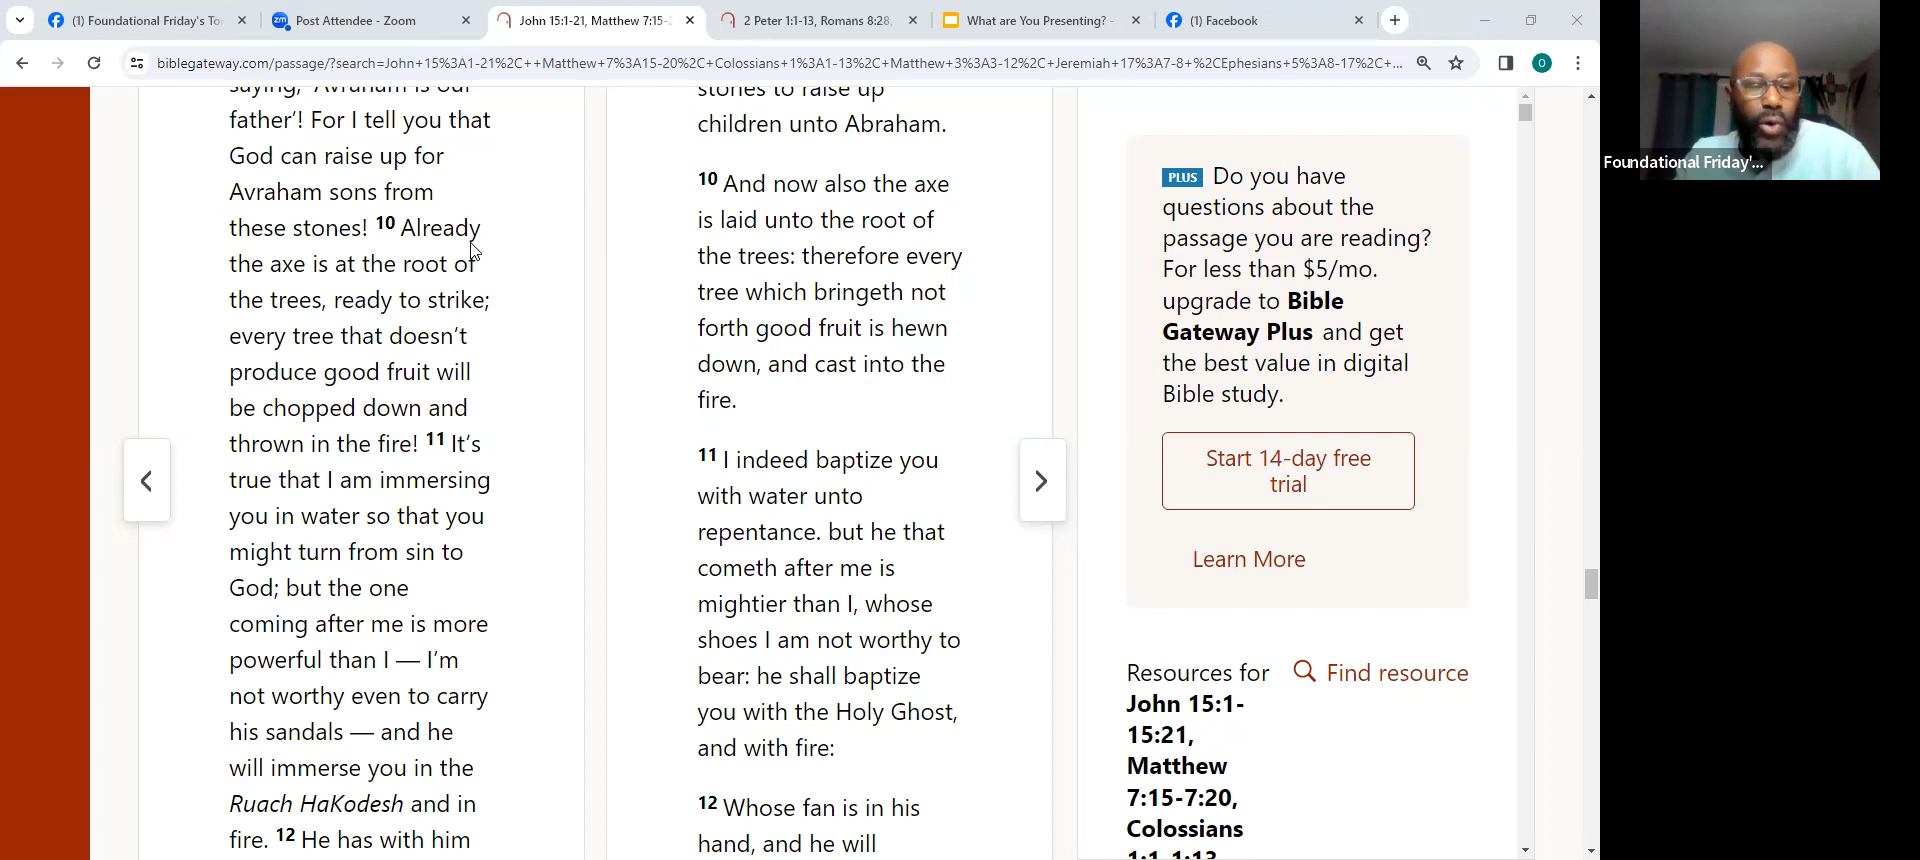 (1) Foundational Friday's To
Post Attendee - Zoom
John 15:1-21, Matthew 7:15-2
2 Peter 1:1-13, Romans 8:28,
What are You Presenting? -
(1) Facebook
biblegateway.com/passage/?search=John+15%3A1-21%2C++Matthew+7%3A15-20%2C+Colossians+1%3A1-13%2C+Matthew+3%3A3-12%2C+Jeremiah+17%3A7-8+%2CEphesians+5%3A8-17%2C+...
O
saying, 'Avraham is our
father'! For I tell you that
God can raise up for
Avraham sons from
these stones! 10 Already
the axe is at the root of
the trees, ready to strike;
every tree that doesn't
produce good fruit will
be chopped down and
thrown in the fire! 11 It's
true that I am immersing
you in water so that you
might turn from sin to
God; but the one
coming after me is more
powerful than I — I'm
not worthy even to carry
his sandals — and he
will immerse you in the
Ruach HaKodesh and in
fire. 12 He has with him
stones to raise up
children unto Abraham.
10 And now also the axe
is laid unto the root of
the trees: therefore every
tree which bringeth not
forth good fruit is hewn
down, and cast into the
fire.
11 I indeed baptize you
with water unto
repentance. but he that
cometh after me is
mightier than I, whose
shoes I am not worthy to
bear: he shall baptize
you with the Holy Ghost,
and with fire:
12 Whose fan is in his
hand, and he will
PLUS Do you have
questions about the
passage you are reading?
For less than $5/mo.
upgrade to Bible
Gateway Plus and get
the best value in digital
Bible study.
Start 14-day free
trial
Learn More
Resources for
Find resource
John 15:1-
15:21,
Matthew
7:15-7:20,
Colossians
1:1-1:13
Foundational Friday'...